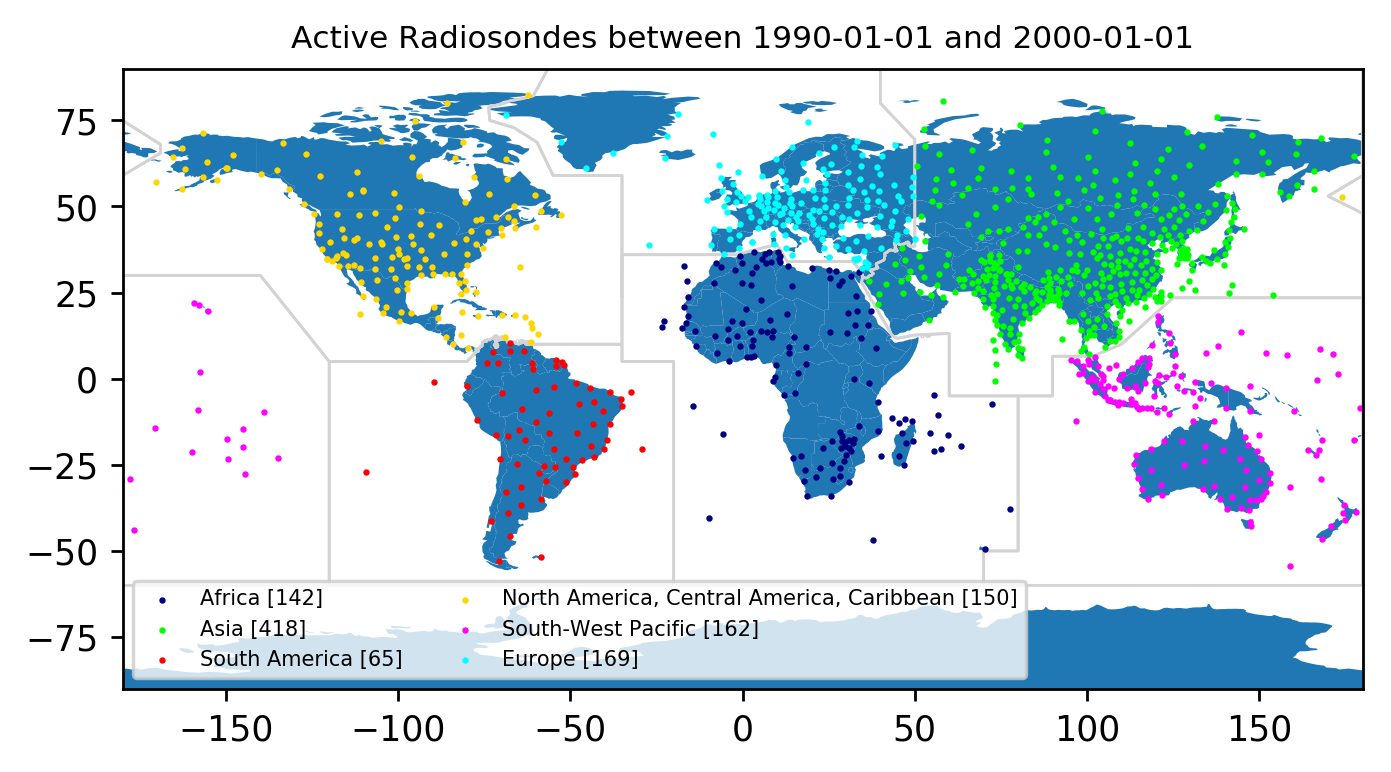 Active Radiosondes between 1990-01-01 and 2000-01-01
75
50
25
0
−25
−50
−75
Africa [142]
Asia [418]
South America [65]
North America, Central America, Caribbean [150]
South-West Pacific [162]
Europe [169]
−150 −100 −50 0 50 100 150